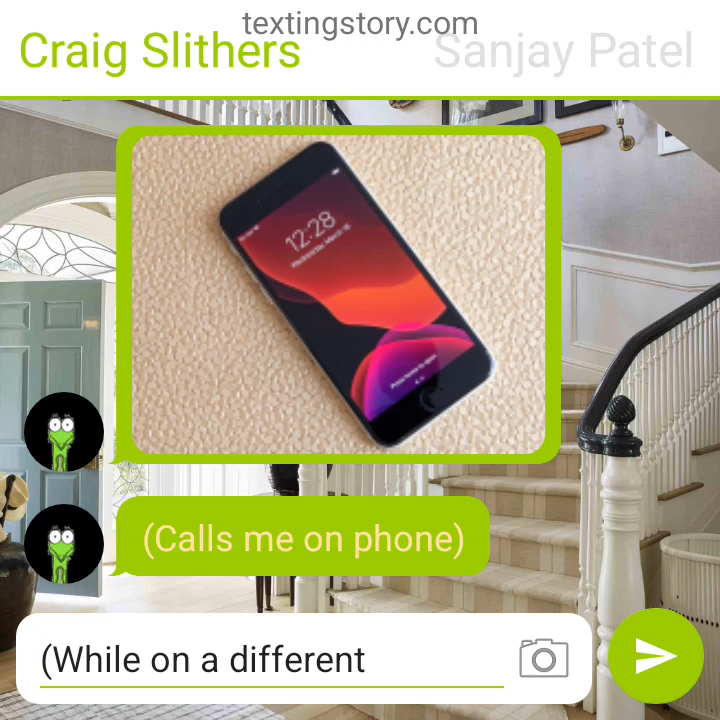 textingstory.com
Craig Slithers
Sanjay Patel
12:28
(Calls me on phone)
(While on a different